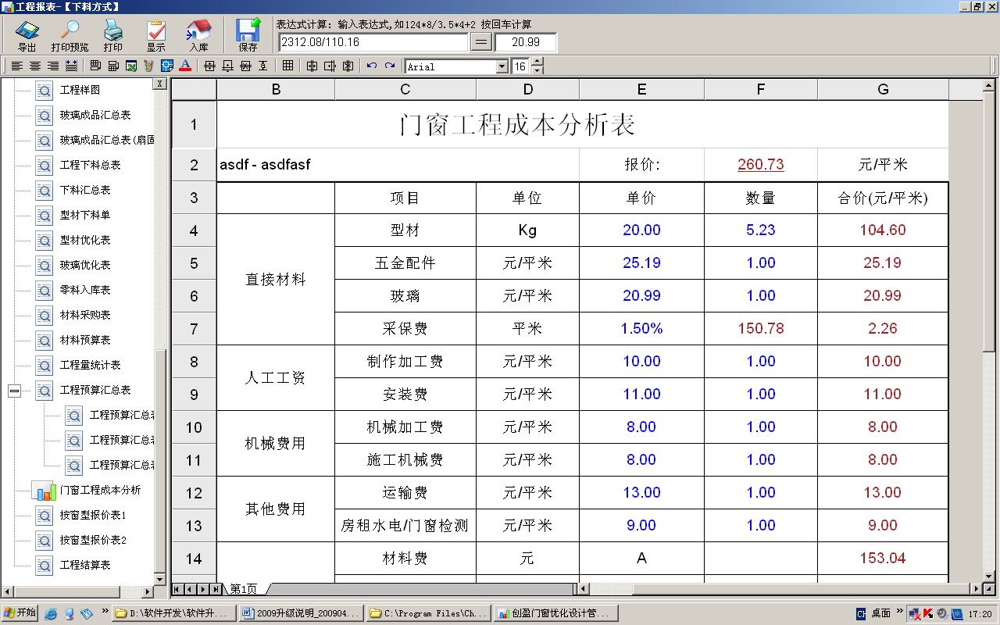 工程报表-【下料方式】
导出 打印预览 打印 显示 入库 保存
表达式计算: 输入表达式,如124*8/3.5*4+2 按回车计算
2312.08/110.16 20.99
Arial 16
工程样图
玻璃成品汇总表
玻璃成品汇总表(扇固
工程下料总表
下料汇总表
型材下料单
型材优化表
玻璃优化表
零料入库表
材料采购表
材料预算表
工程量统计表
工程预算汇总表
工程预算汇总
工程预算汇总
工程预算汇总
门窗工程成本分析
按窗型报价表1
按窗型报价表2
工程结算表
B C D E F G
1 门窗工程成本分析表
2 asdf - asdfasf 报价: 260.73 元/平米
3 项目 单位 单价 数量 合价(元/平米)
4 直接材料 型材 Kg 20.00 5.23 104.60
5 五金配件 元/平米 25.19 1.00 25.19
6 玻璃 元/平米 20.99 1.00 20.99
7 采保费 平米 1.50% 150.78 2.26
8 人工工资 制作加工费 元/平米 10.00 1.00 10.00
9 安装费 元/平米 11.00 1.00 11.00
10 机械费用 机械加工费 元/平米 8.00 1.00 8.00
11 施工机械费 元/平米 8.00 1.00 8.00
12 其他费用 运输费 元/平米 13.00 1.00 13.00
13 房租水电/门窗检测 元/平米 9.00 1.00 9.00
14 材料费 元 A 153.04
第1页
开始 D:\软件开发\软件升... 2009升级说明_200904... C:\Program Files\Ch... 创盈门窗优化设计管... CH 桌面 17:20